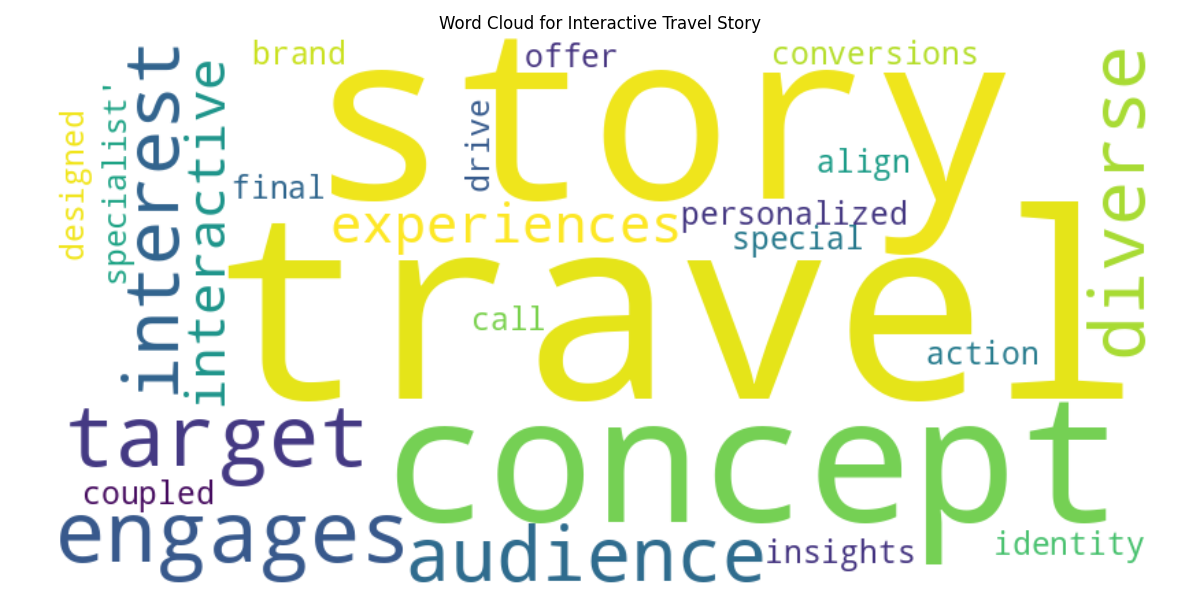 Word Cloud for Interactive Travel Story
brand
offer
conversions
story
interest
interactive
designed
specialist'
drive
diverse
align
final
experiences
personalized
special
travel
call
action
target
concept
coupled
engages
audience
insights
identity